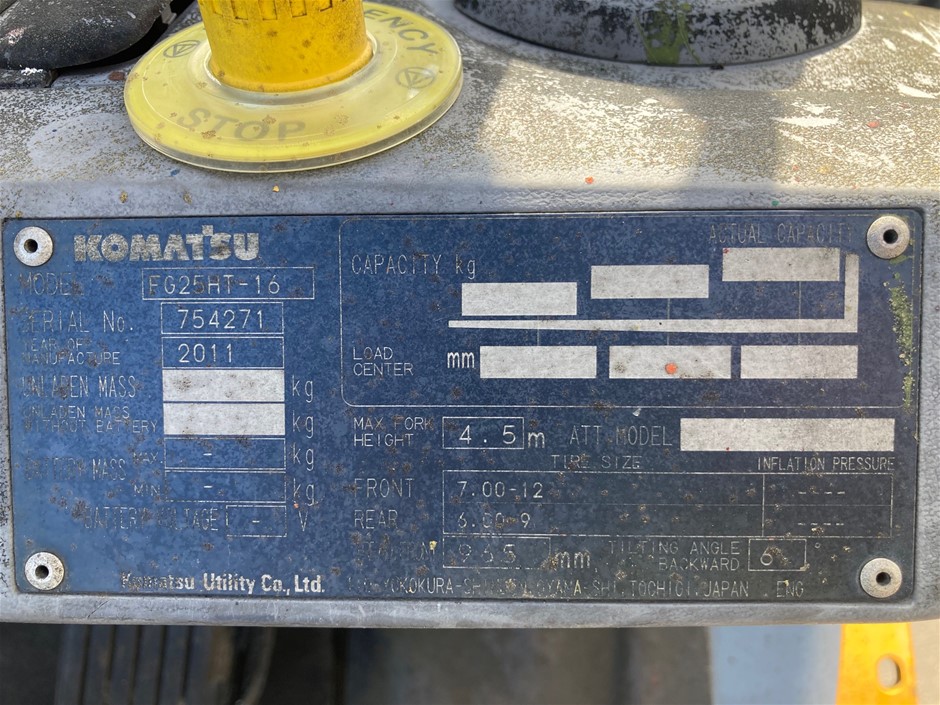 STOP
KOMATSU
MODEL FG25HT-16
SERIAL No. 754271
YEAR OF MANUFACTURE 2011
UNLADEN MASS kg
UNLADEN MASS WITHOUT BATTERY kg
MASS MAX - kg
MIN - kg
BATTERY VOLTAGE - V
Komatsu Utility Co., Ltd.
ACTUAL CAPACITY
CAPACITY kg
LOAD CENTER mm
MAX FORK HEIGHT 4.5 m ATT.MODEL
TIRE SIZE INFLATION PRESSURE
FRONT 7.00-12 ----
REAR 6.00-9 ----
965 mm TILTING ANGLE BACKWARD 6 °
TOCHIGI, JAPAN ENG